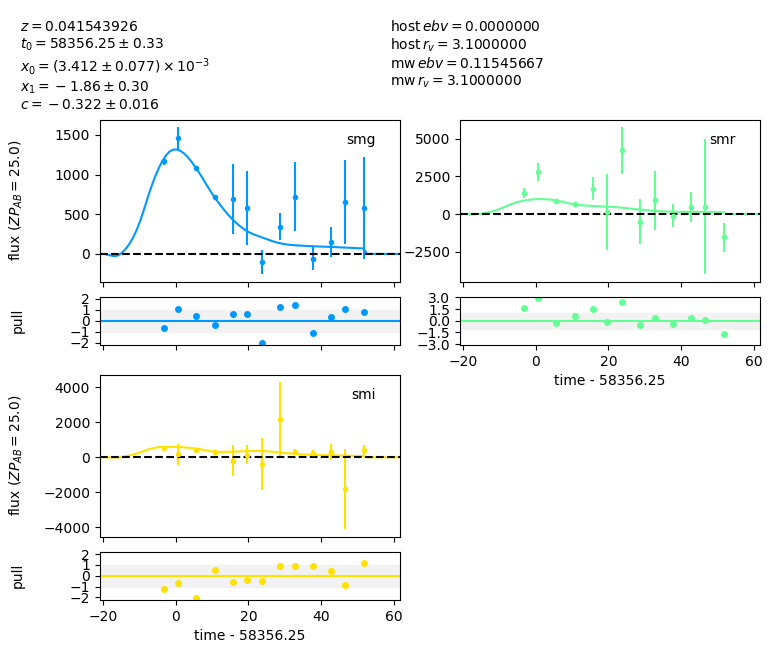 z = 0.041543926
t₀ = 58356.25 ± 0.33
x₀ = (3.412 ± 0.077) × 10⁻³
x₁ = −1.86 ± 0.30
c = −0.322 ± 0.016
host ebv = 0.0000000
host r_v = 3.1000000
mw ebv = 0.11545667
mw r_v = 3.1000000
smg
flux (ZP_AB = 25.0)
1500
1000
500
0
pull
2
1
0
−1
−2
smr
5000
2500
0
−2500
3.0
1.5
0.0
−1.5
−3.0
−20 0 20 40 60
time - 58356.25
smi
flux (ZP_AB = 25.0)
4000
2000
0
−2000
−4000
pull
2
1
0
−1
−2
−20 0 20 40 60
time - 58356.25